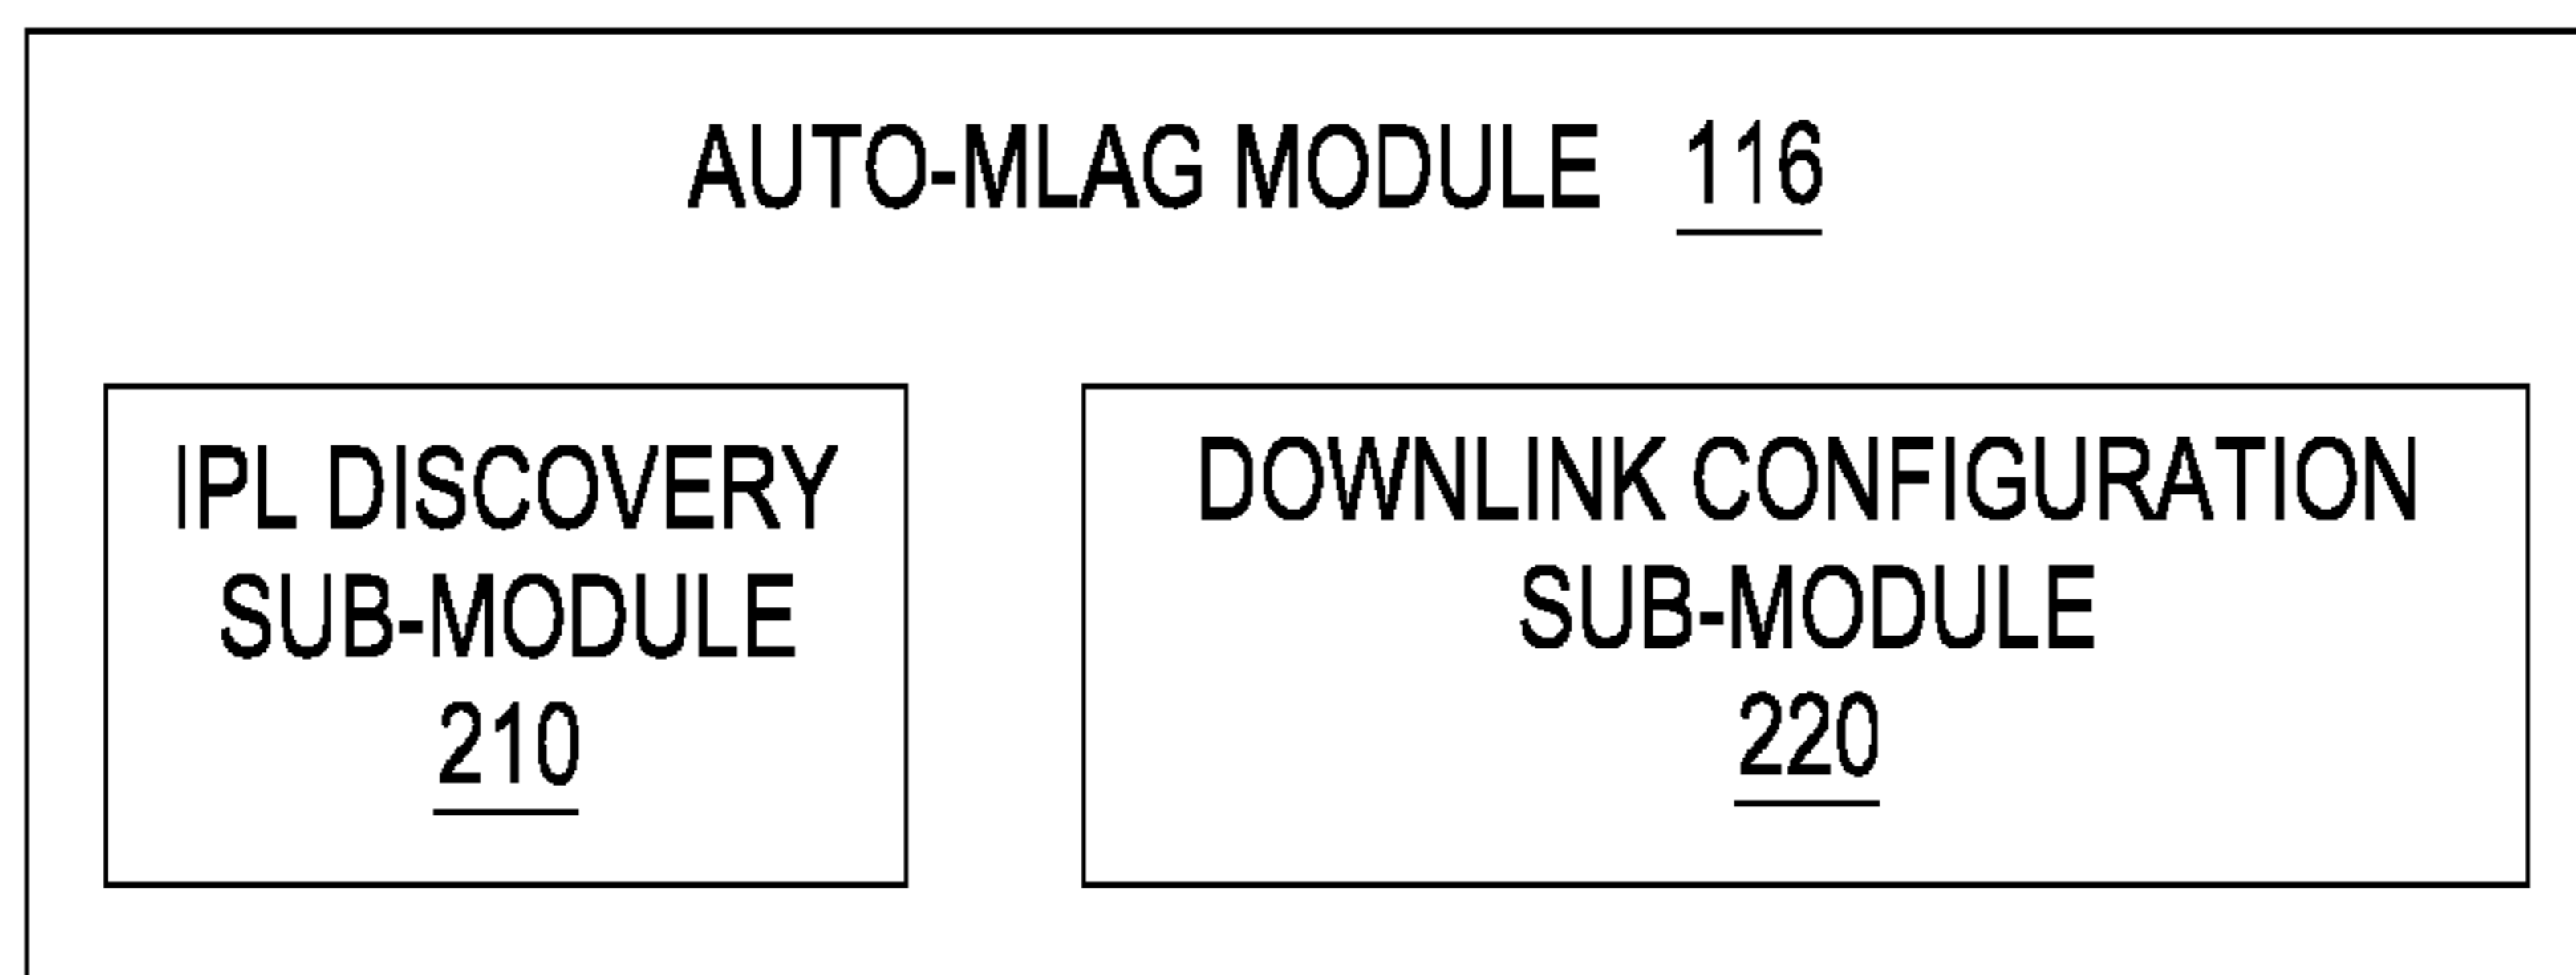 AUTO-MLAG MODULE 116
IPL DISCOVERY
SUB-MODULE
210
DOWNLINK CONFIGURATION
SUB-MODULE
220